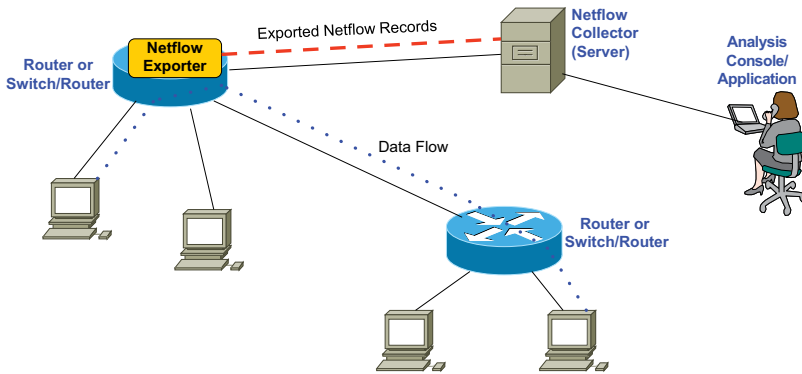 Exported Netflow Records
Netflow
Collector
(Server)
Analysis
Console/
Application
Router or
Switch/Router
Netflow
Exporter
Data Flow
Router or
Switch/Router